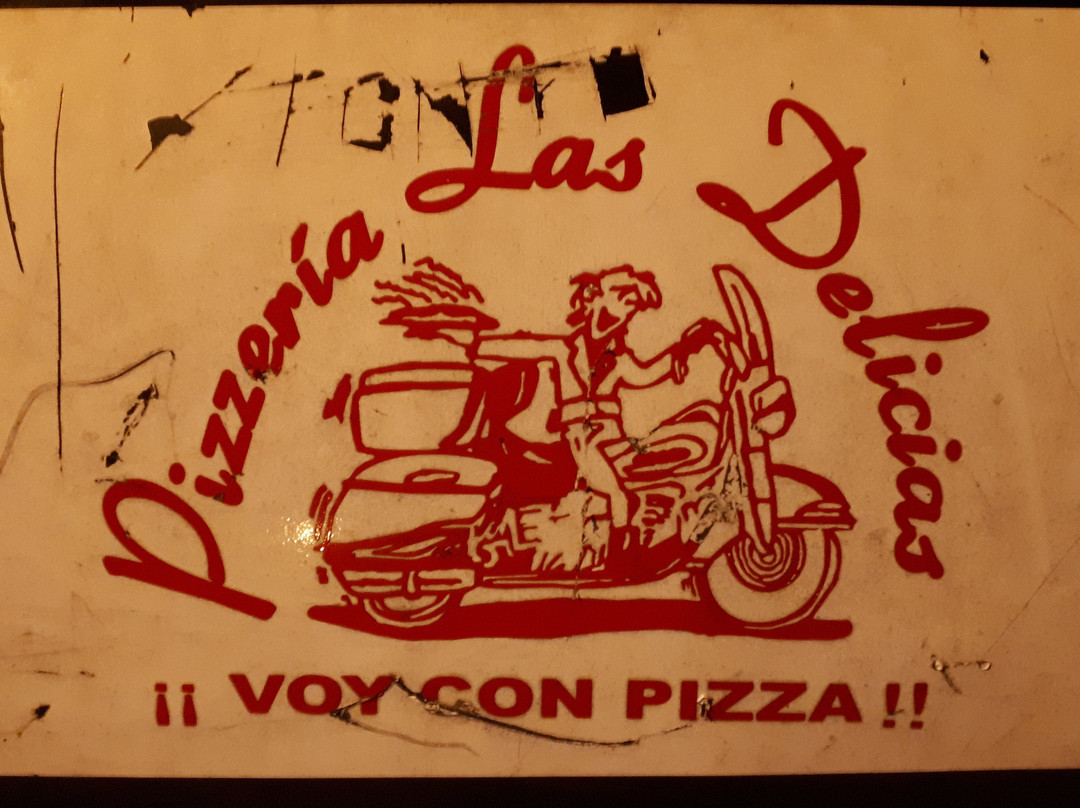 Pizzería Las Delicias
¡¡ VOY CON PIZZA !!